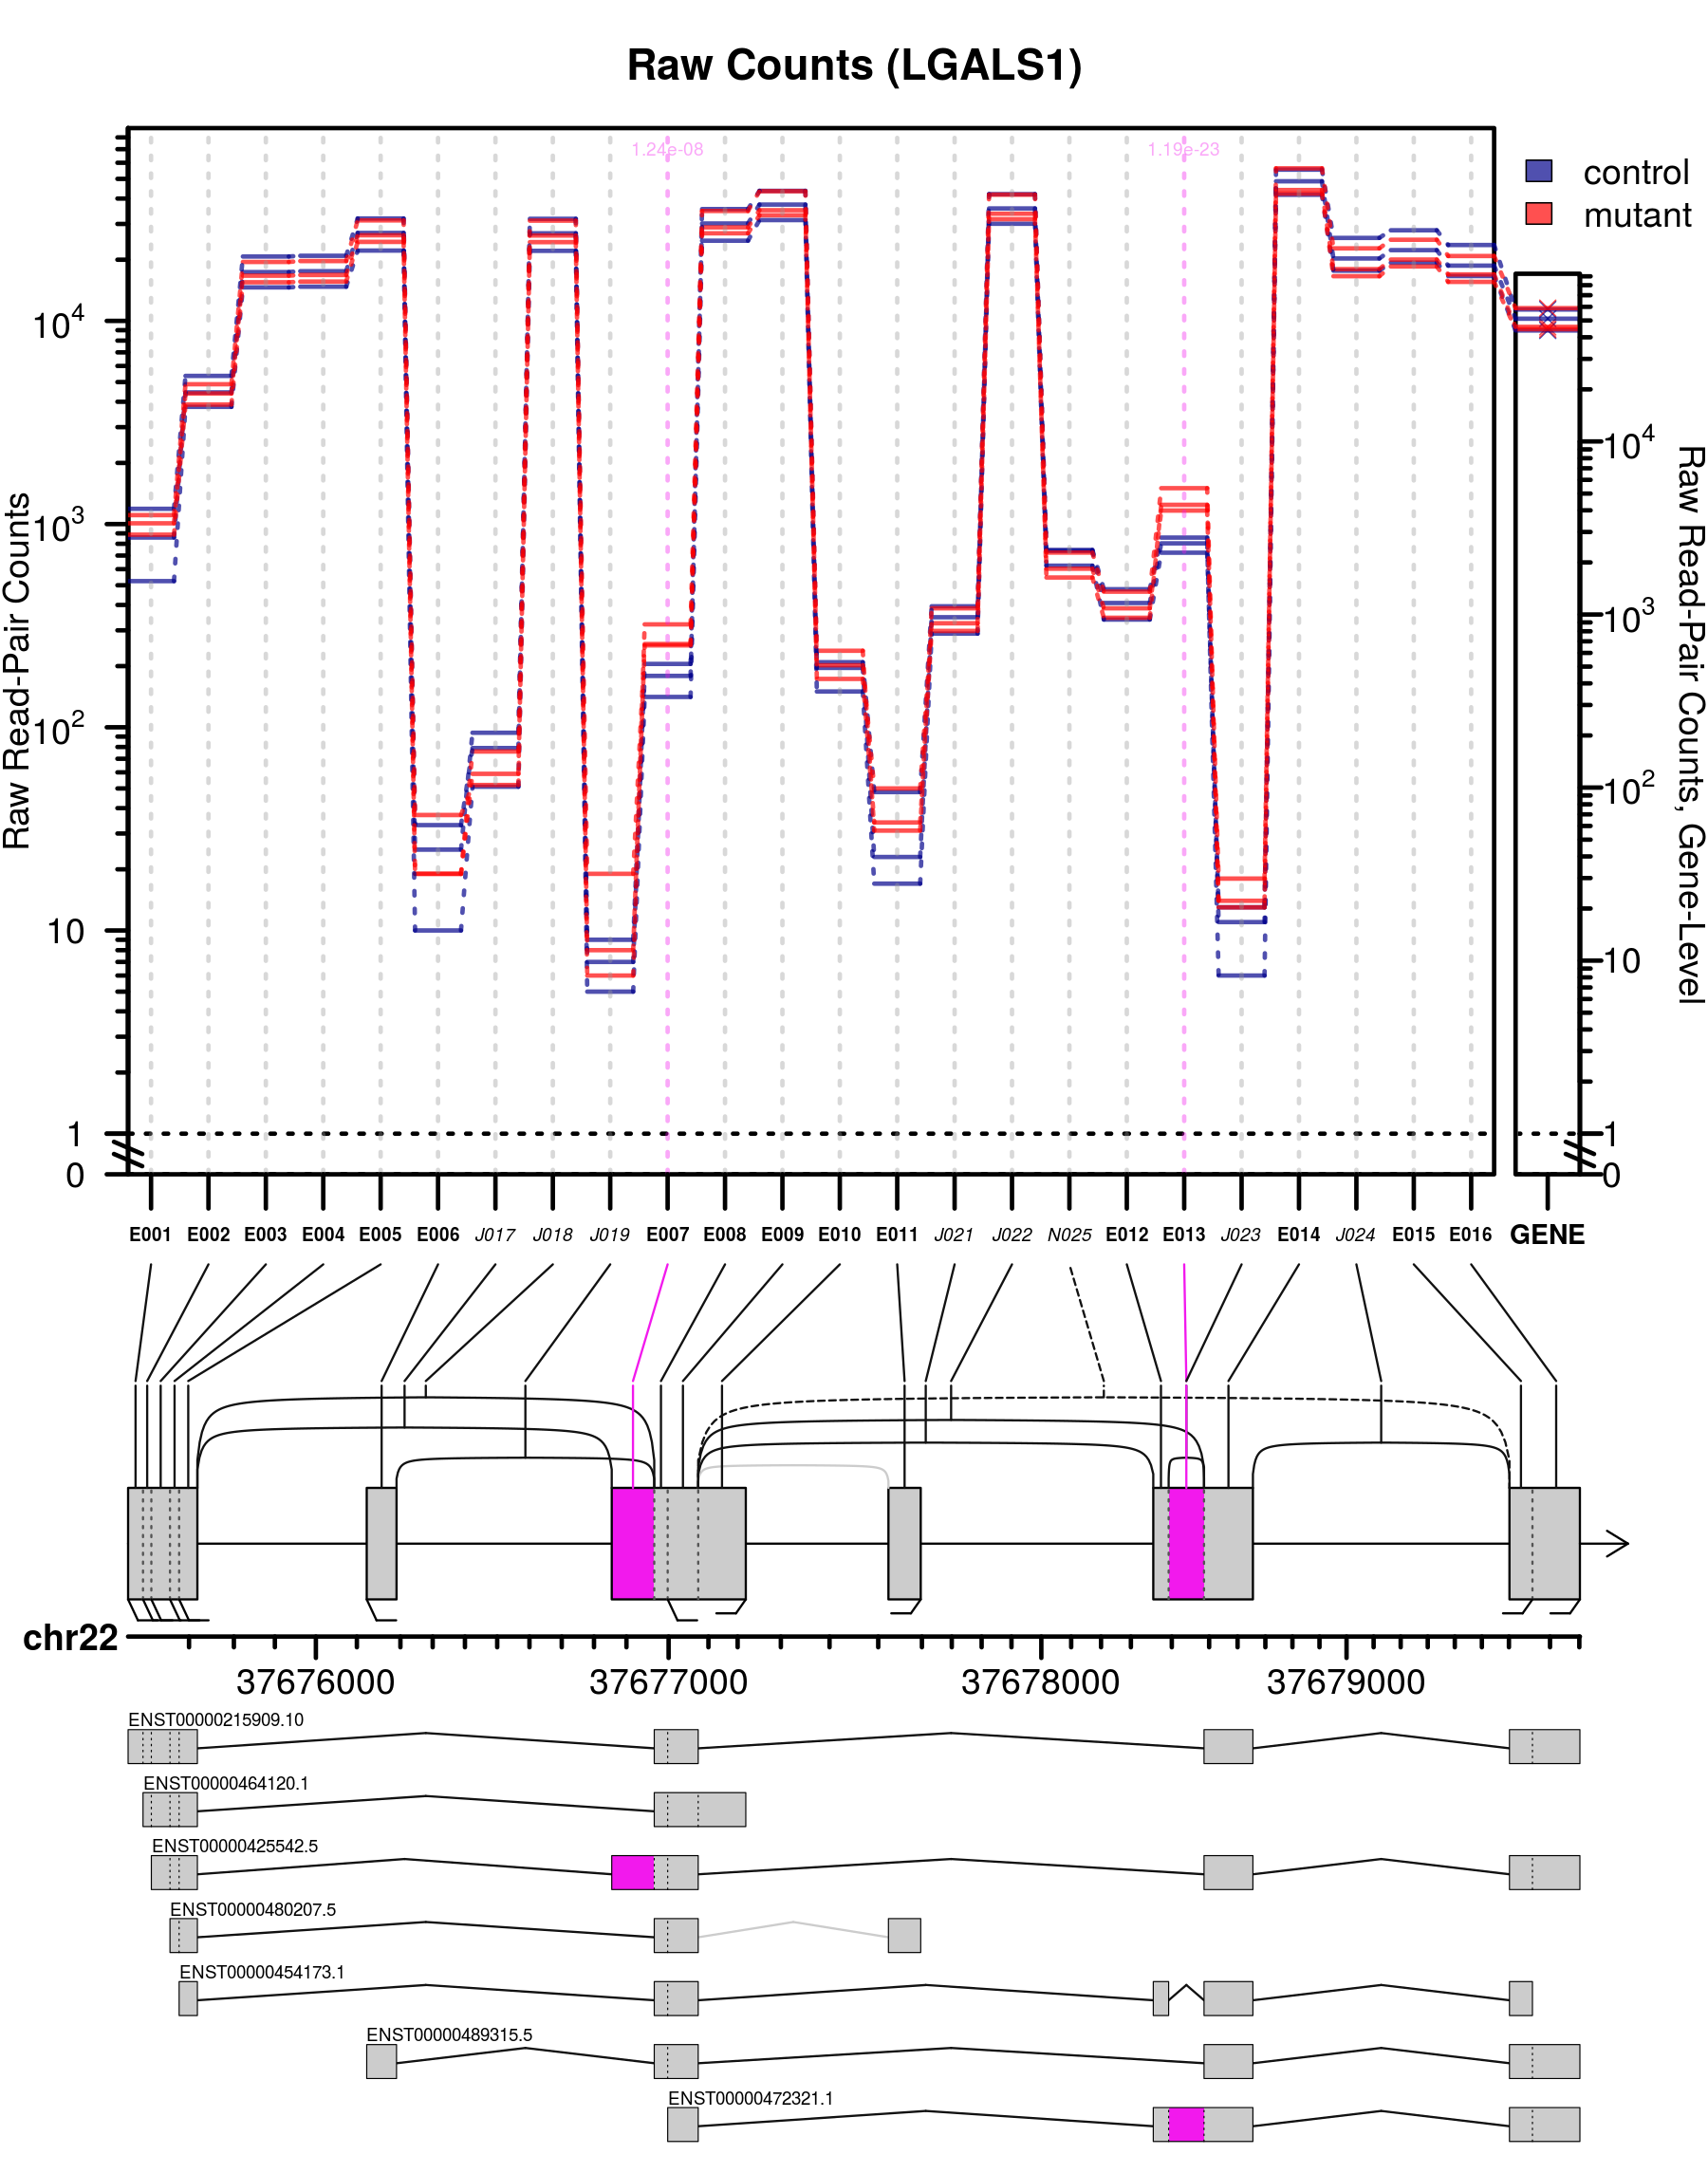 Raw Counts (LGALS1)
1.24e-08 1.19e-23
control
mutant
Raw Read-Pair Counts
10^4
10^3
10^2
10
1
0
10^4
10^3
10^2
10
1
0
Raw Read-Pair Counts, Gene-Level
E001 E002 E003 E004 E005 E006 J017 J018 J019 E007 E008 E009 E010 E011 J021 J022 N025 E012 E013 J023 E014 J024 E015 E016 GENE
chr22
37676000 37677000 37678000 37679000
ENST00000215909.10
ENST00000464120.1
ENST00000425542.5
ENST00000480207.5
ENST00000454173.1
ENST00000489315.5
ENST00000472321.1